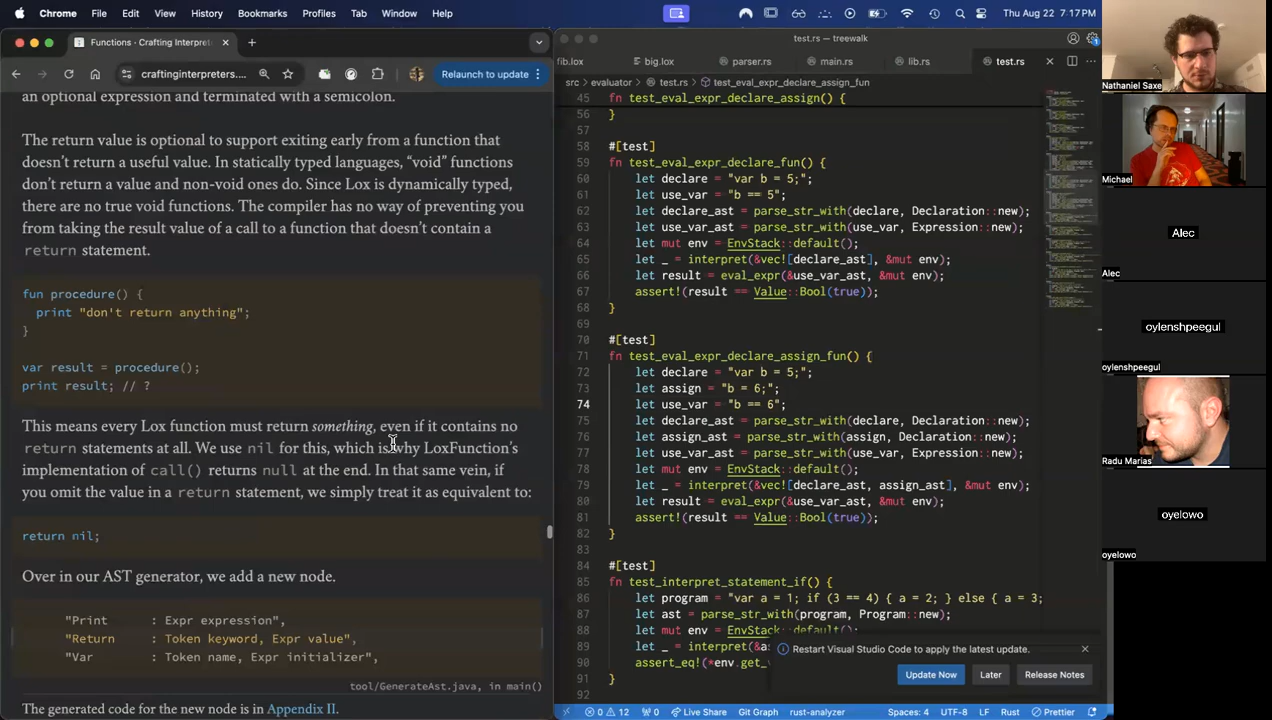 Chrome File Edit View History Bookmarks Profiles Tab Window Help Thu Aug 22 7:17 PM
Functions · Crafting Interpret
craftinginterpreters.... Relaunch to update
an optional expression and terminated with a semicolon.
The return value is optional to support exiting early from a function that
doesn't return a useful value. In statically typed languages, “void” functions
don't return a value and non-void ones do. Since Lox is dynamically typed,
there are no true void functions. The compiler has no way of preventing you
from taking the result value of a call to a function that doesn't contain a
return statement.
fun procedure() {
print "don't return anything";
}
var result = procedure();
print result; // ?
This means every Lox function must return something, even if it contains no
return statements at all. We use nil for this, which is why LoxFunction's
implementation of call() returns null at the end. In that same vein, if
you omit the value in a return statement, we simply treat it as equivalent to:
return nil;
Over in our AST generator, we add a new node.
"Print : Expr expression",
"Return : Token keyword, Expr value",
"Var : Token name, Expr initializer",
tool/GenerateAst.java, in main()
The generated code for the new node is in Appendix II.
test.rs — treewalk
fib.lox big.lox parser.rs main.rs lib.rs test.rs
src > evaluator > test.rs > test_eval_expr_declare_assign_fun
45 fn test_eval_expr_declare_assign() {
56 }
57
58 #[test]
59 fn test_eval_expr_declare_fun() {
60 let declare = "var b = 5;";
61 let use_var = "b == 5";
62 let declare_ast = parse_str_with(declare, Declaration::new);
63 let use_var_ast = parse_str_with(use_var, Expression::new);
64 let mut env = EnvStack::default();
65 let _ = interpret(&vec![declare_ast], &mut env);
66 let result = eval_expr(&use_var_ast, &mut env);
67 assert!(result == Value::Bool(true));
68 }
69
70 #[test]
71 fn test_eval_expr_declare_assign_fun() {
72 let declare = "var b = 5;";
73 let assign = "b = 6;";
74 let use_var = "b == 6";
75 let declare_ast = parse_str_with(declare, Declaration::new);
76 let assign_ast = parse_str_with(assign, Declaration::new);
77 let use_var_ast = parse_str_with(use_var, Expression::new);
78 let mut env = EnvStack::default();
79 let _ = interpret(&vec![declare_ast, assign_ast], &mut env);
80 let result = eval_expr(&use_var_ast, &mut env);
81 assert!(result == Value::Bool(true));
82 }
83
84 #[test]
85 fn test_interpret_statement_if() {
86 let program = "var a = 1; if (3 == 4) { a = 2; } else { a = 3;
87 let ast = parse_str_with(program, Program::new);
88 let mut env = EnvStack::default();
89 let _ = interpret(&a
90 assert_eq!(*env.get_
91 }
92
Restart Visual Studio Code to apply the latest update.
Update Now Later Release Notes
0 12 0 Live Share Git Graph rust-analyzer Spaces: 4 UTF-8 LF Rust Prettier
Nathaniel Saxe
Michael
Alec
Alec
oylenshpeegul
oylenshpeegul
Radu Marias
oyelowo
oyelowo